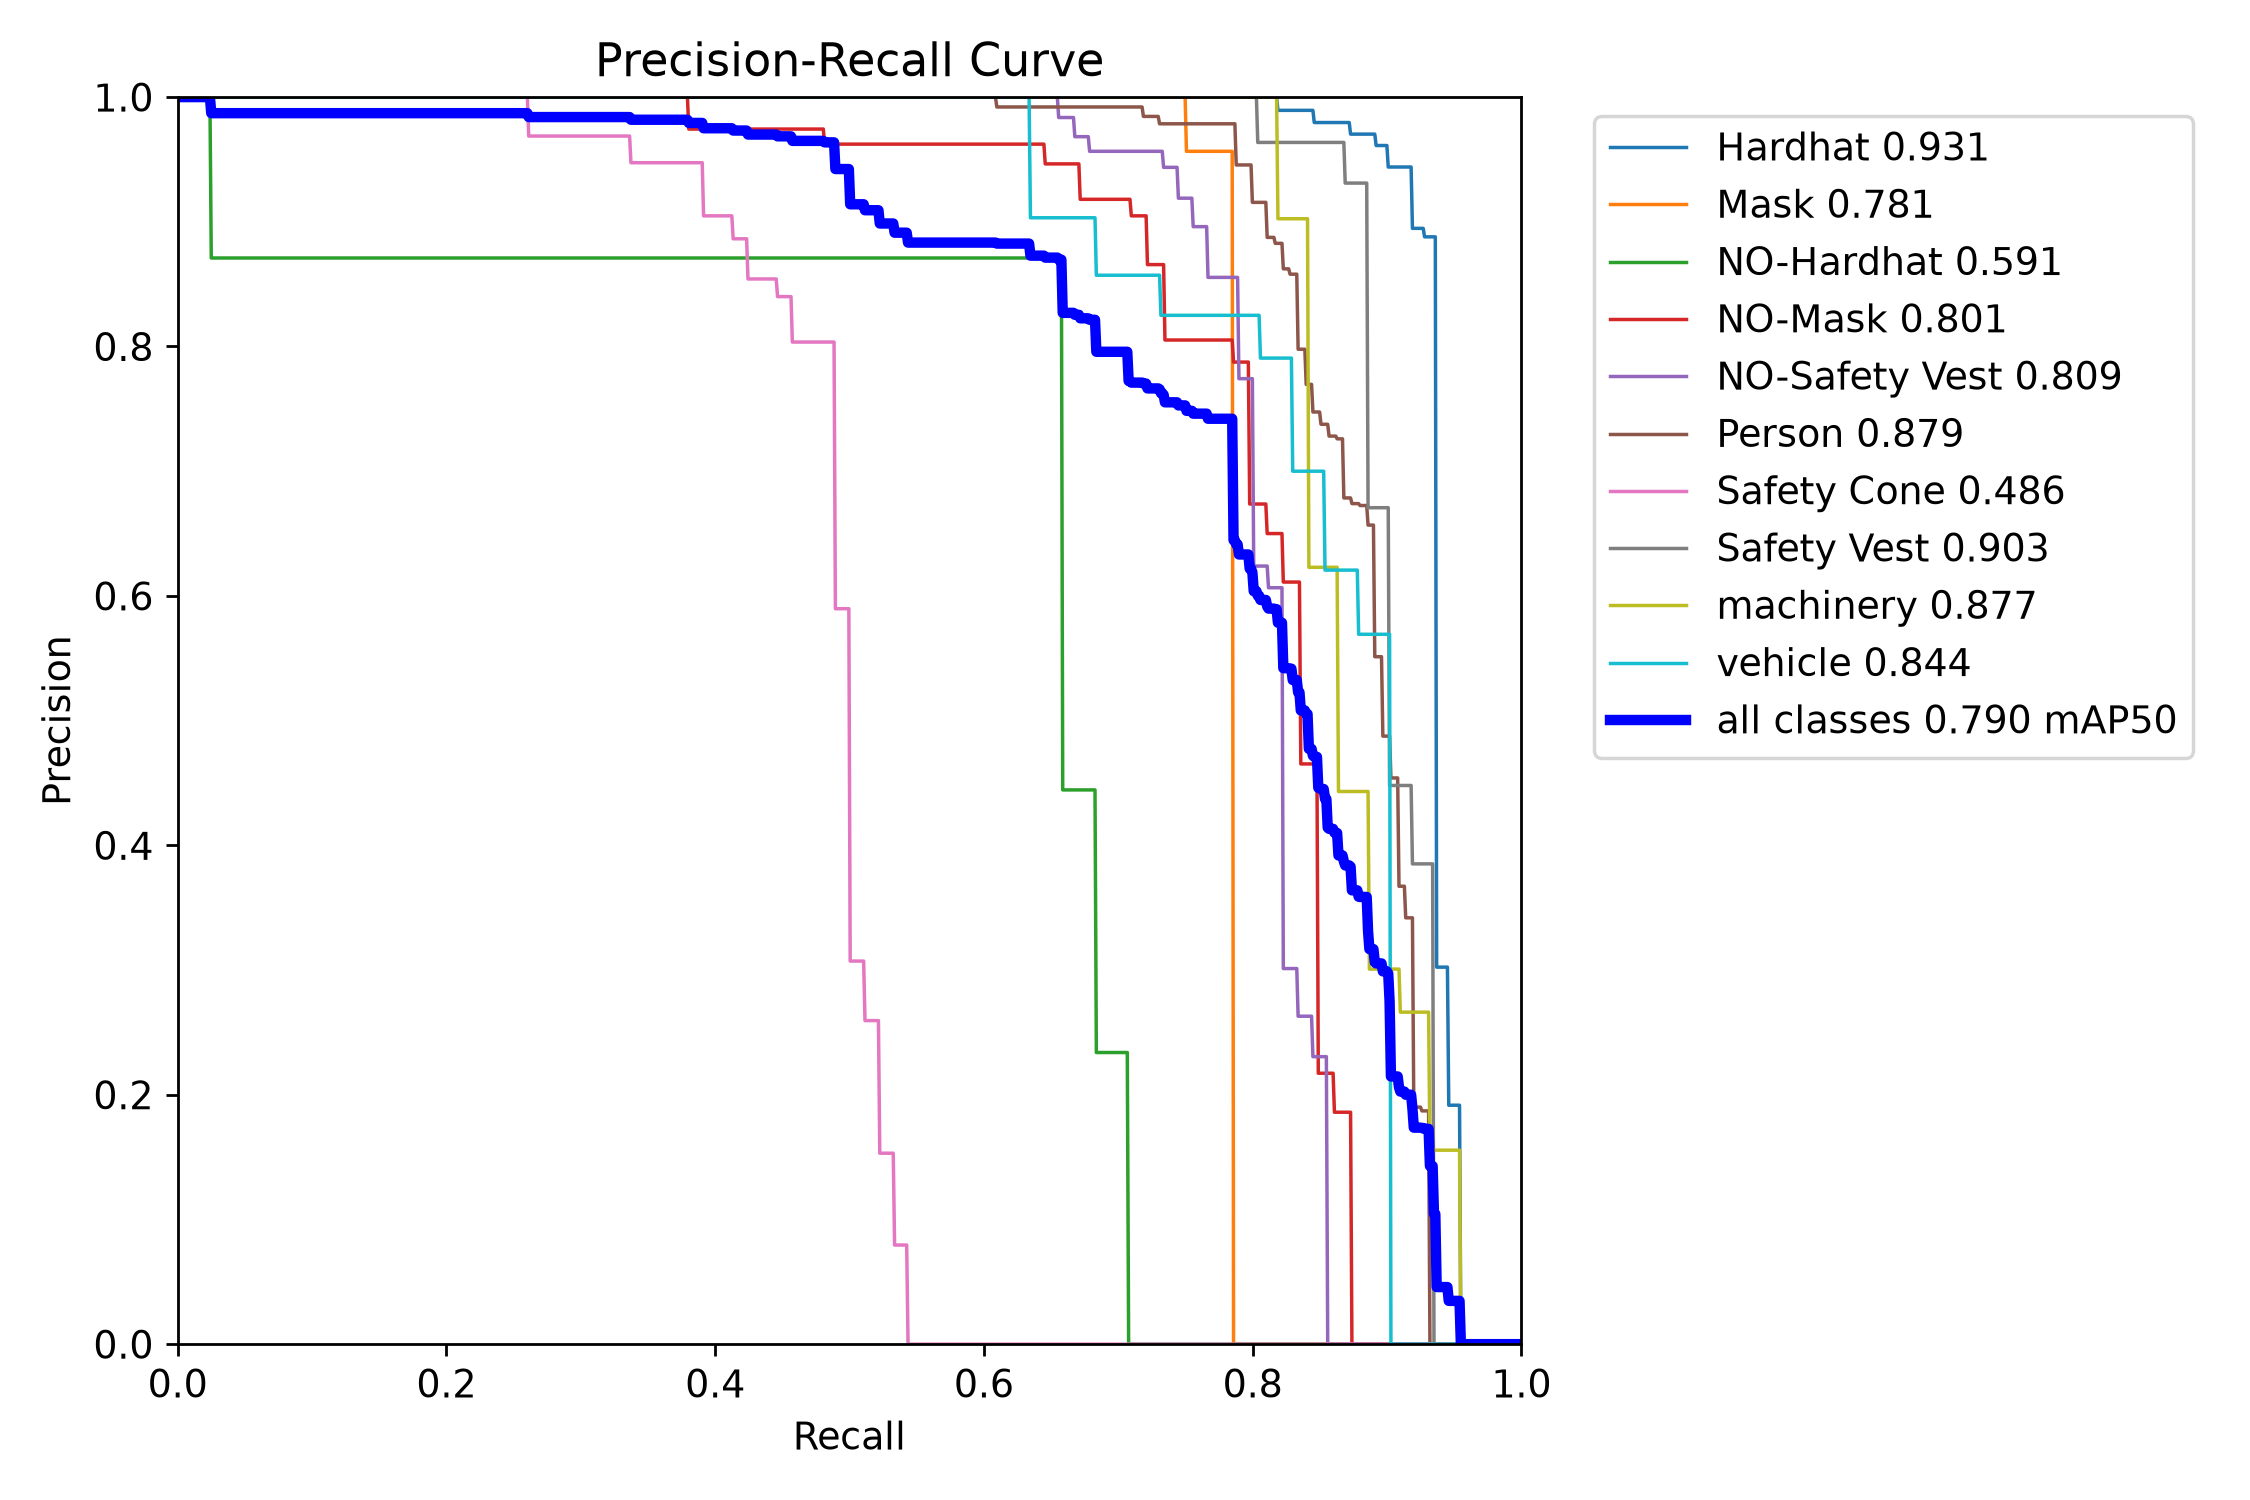 Precision-Recall Curve
1.0
0.8
0.6
0.4
0.2
0.0
Precision
0.0 0.2 0.4 0.6 0.8 1.0
Recall
Hardhat 0.931
Mask 0.781
NO-Hardhat 0.591
NO-Mask 0.801
NO-Safety Vest 0.809
Person 0.879
Safety Cone 0.486
Safety Vest 0.903
machinery 0.877
vehicle 0.844
all classes 0.790 mAP50